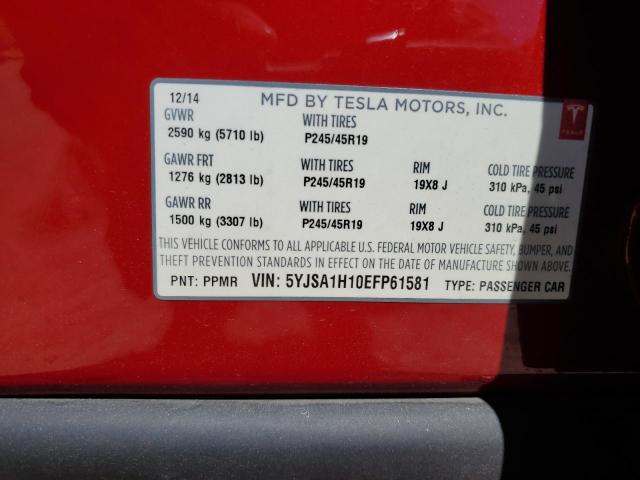 12/14 MFD BY TESLA MOTORS, INC.
GVWR WITH TIRES
2590 kg (5710 lb) P245/45R19
TESLA
GAWR FRT WITH TIRES RIM COLD TIRE PRESSURE
1276 kg (2813 lb) P245/45R19 19X8 J 310 kPa, 45 psi
GAWR RR WITH TIRES RIM COLD TIRE PRESSURE
1500 kg (3307 lb) P245/45R19 19X8 J 310 kPa, 45 psi
THIS VEHICLE CONFORMS TO ALL APPLICABLE U.S. FEDERAL MOTOR VEHICLE SAFETY, BUMPER, AND
THEFT PREVENTION STANDARDS IN EFFECT ON THE DATE OF MANUFACTURE SHOWN ABOVE.
PNT: PPMR VIN: 5YJSA1H10EFP61581 TYPE: PASSENGER CAR